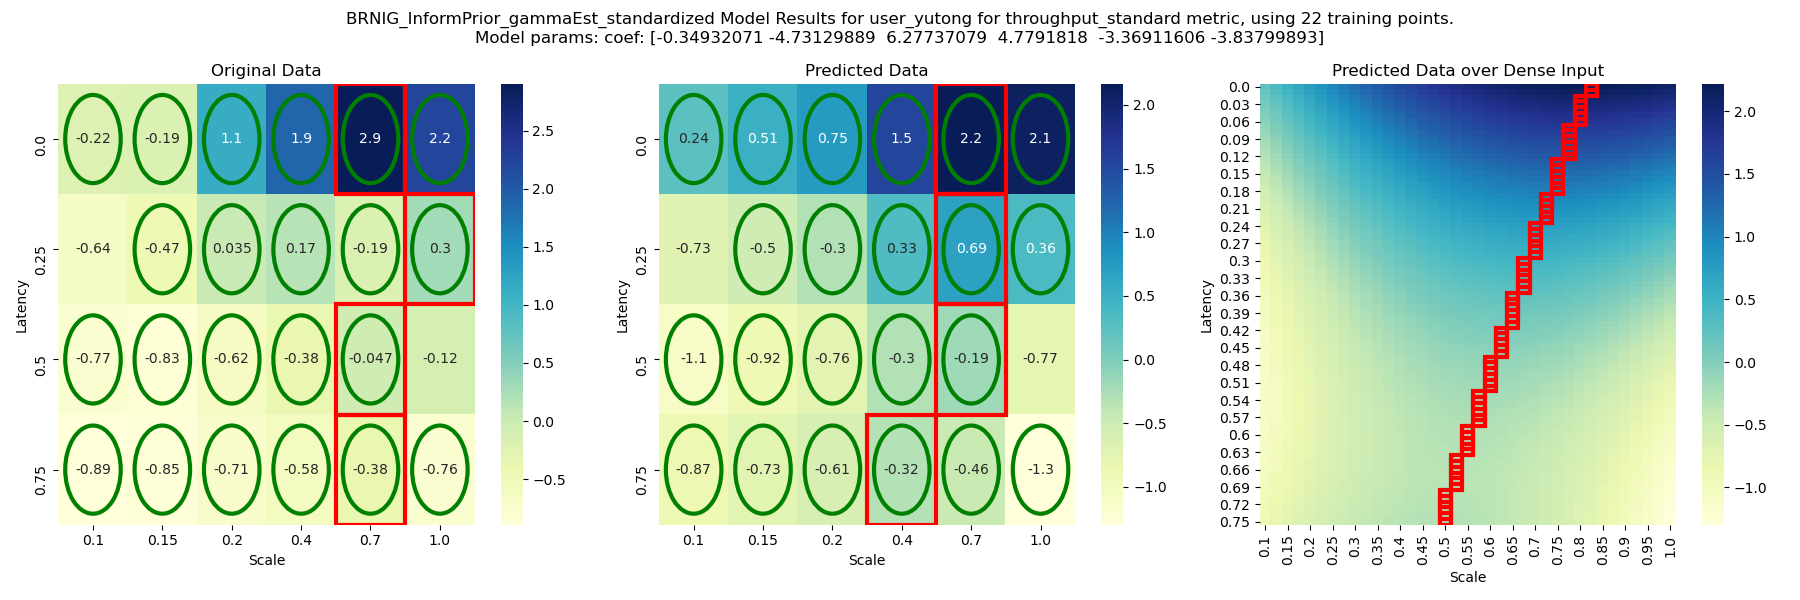 BRNIG_InformPrior_gammaEst_standardized Model Results for user_yutong for throughput_standard metric, using 22 training points.
Model params: coef: [-0.34932071 -4.73129889  6.27737079  4.7791818  -3.36911606 -3.83799893]
Original Data
Latency
0.0
-0.22 -0.19 1.1 1.9 2.9 2.2
0.25
-0.64 -0.47 0.035 0.17 -0.19 0.3
0.5
-0.77 -0.83 -0.62 -0.38 -0.047 -0.12
0.75
-0.89 -0.85 -0.71 -0.58 -0.38 -0.76
0.1 0.15 0.2 0.4 0.7 1.0
Scale
2.5
2.0
1.5
1.0
0.5
0.0
−0.5
Predicted Data
Latency
0.0
0.24 0.51 0.75 1.5 2.2 2.1
0.25
-0.73 -0.5 -0.3 0.33 0.69 0.36
0.5
-1.1 -0.92 -0.76 -0.3 -0.19 -0.77
0.75
-0.87 -0.73 -0.61 -0.32 -0.46 -1.3
0.1 0.15 0.2 0.4 0.7 1.0
Scale
2.0
1.5
1.0
0.5
0.0
−0.5
−1.0
Predicted Data over Dense Input
Latency
0.0
0.03
0.06
0.09
0.12
0.15
0.18
0.21
0.24
0.27
0.3
0.33
0.36
0.39
0.42
0.45
0.48
0.51
0.54
0.57
0.6
0.63
0.66
0.69
0.72
0.75
0.1 0.15 0.2 0.25 0.3 0.35 0.4 0.45 0.5 0.55 0.6 0.65 0.7 0.75 0.8 0.85 0.9 0.95 1.0
Scale
2.0
1.5
1.0
0.5
0.0
−0.5
−1.0